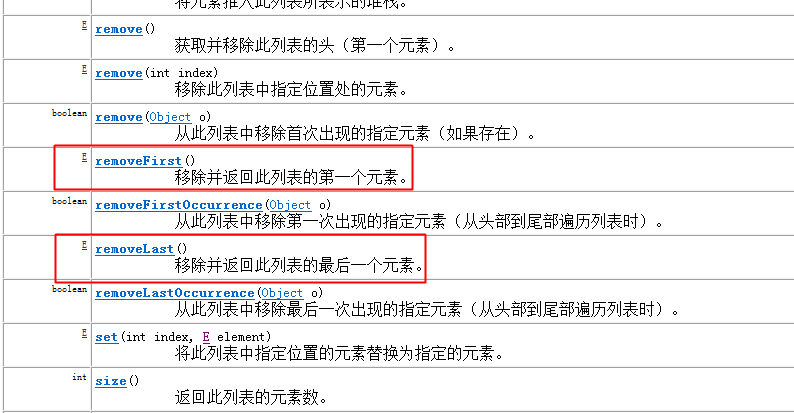 将元素推入此列表所表示的堆栈。
E remove()
获取并移除此列表的头（第一个元素）。
E remove(int index)
移除此列表中指定位置处的元素。
boolean remove(Object o)
从此列表中移除首次出现的指定元素（如果存在）。
E removeFirst()
移除并返回此列表的第一个元素。
boolean removeFirstOccurrence(Object o)
从此列表中移除第一次出现的指定元素（从头部到尾部遍历列表时）。
E removeLast()
移除并返回此列表的最后一个元素。
boolean removeLastOccurrence(Object o)
从此列表中移除最后一次出现的指定元素（从头部到尾部遍历列表时）。
E set(int index, E element)
将此列表中指定位置的元素替换为指定的元素。
int size()
返回此列表的元素数。